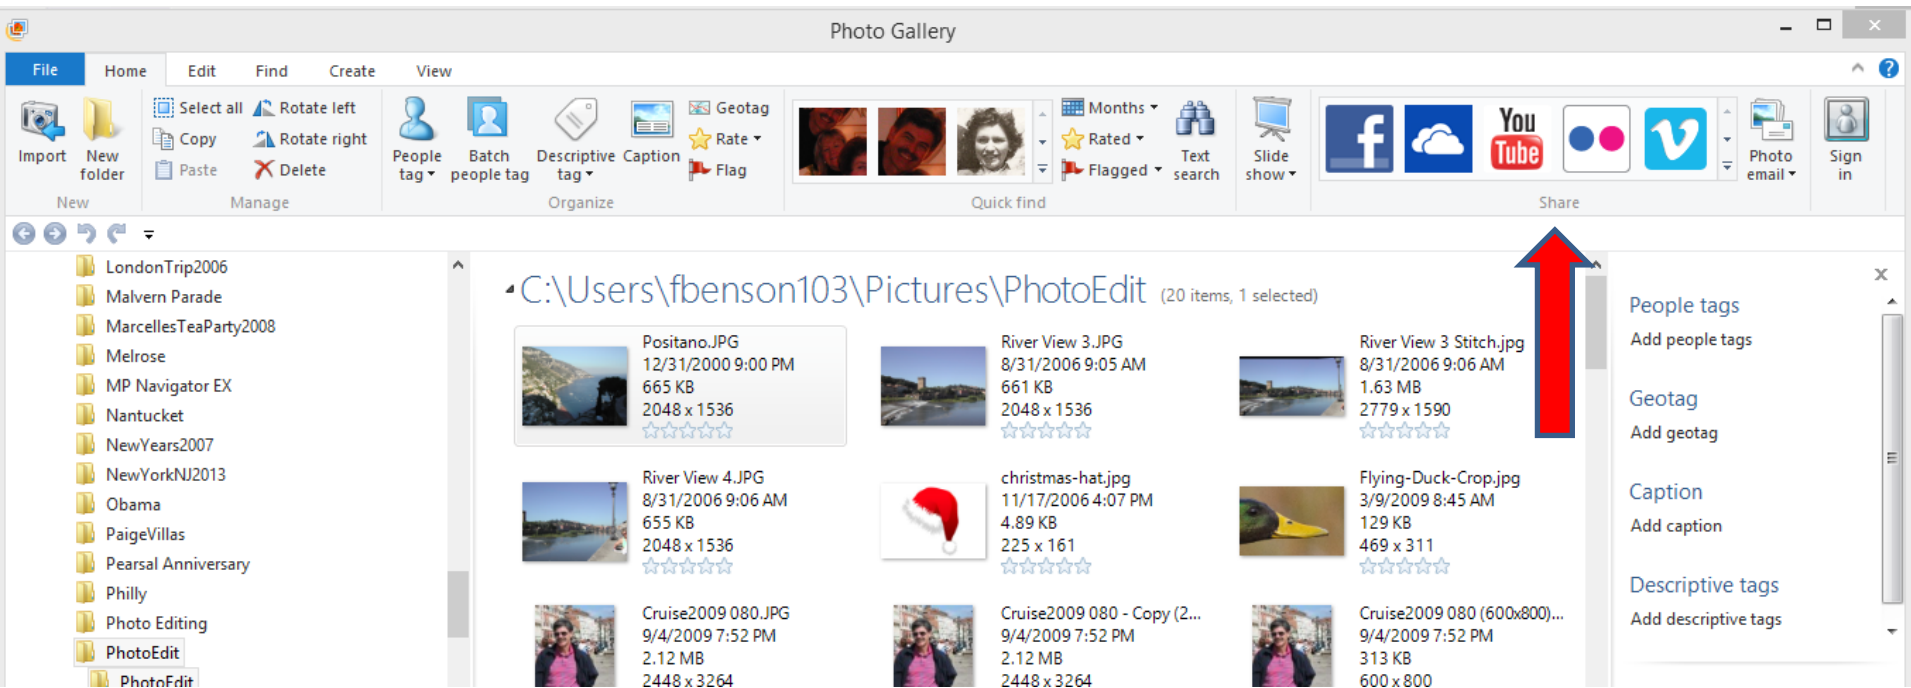 Photo Gallery
File Home Edit Find Create View
Import
New folder
New
Select all
Copy
Paste
Rotate left
Rotate right
Delete
Manage
People tag
Batch people tag
Descriptive tag
Caption
Geotag
Rate
Flag
Organize
Months
Rated
Flagged
Text search
Quick find
Slide show
f
You
Tube
v
Photo email
Share
Sign in
LondonTrip2006
Malvern Parade
MarcellesTeaParty2008
Melrose
MP Navigator EX
Nantucket
NewYears2007
NewYorkNJ2013
Obama
PaigeVillas
Pearsal Anniversary
Philly
Photo Editing
PhotoEdit
PhotoEdit
C:\Users\fbenson103\Pictures\PhotoEdit (20 items, 1 selected)
Positano.JPG
12/31/2000 9:00 PM
665 KB
2048 x 1536
River View 3.JPG
8/31/2006 9:05 AM
661 KB
2048 x 1536
River View 3 Stitch.jpg
8/31/2006 9:06 AM
1.63 MB
2779 x 1590
River View 4.JPG
8/31/2006 9:06 AM
655 KB
2048 x 1536
christmas-hat.jpg
11/17/2006 4:07 PM
4.89 KB
225 x 161
Flying-Duck-Crop.jpg
3/9/2009 8:45 AM
129 KB
469 x 311
Cruise2009 080.JPG
9/4/2009 7:52 PM
2.12 MB
2448 x 3264
Cruise2009 080 - Copy (2...
9/4/2009 7:52 PM
2.12 MB
2448 x 3264
Cruise2009 080 (600x800)...
9/4/2009 7:52 PM
313 KB
600 x 800
People tags
Add people tags
Geotag
Add geotag
Caption
Add caption
Descriptive tags
Add descriptive tags